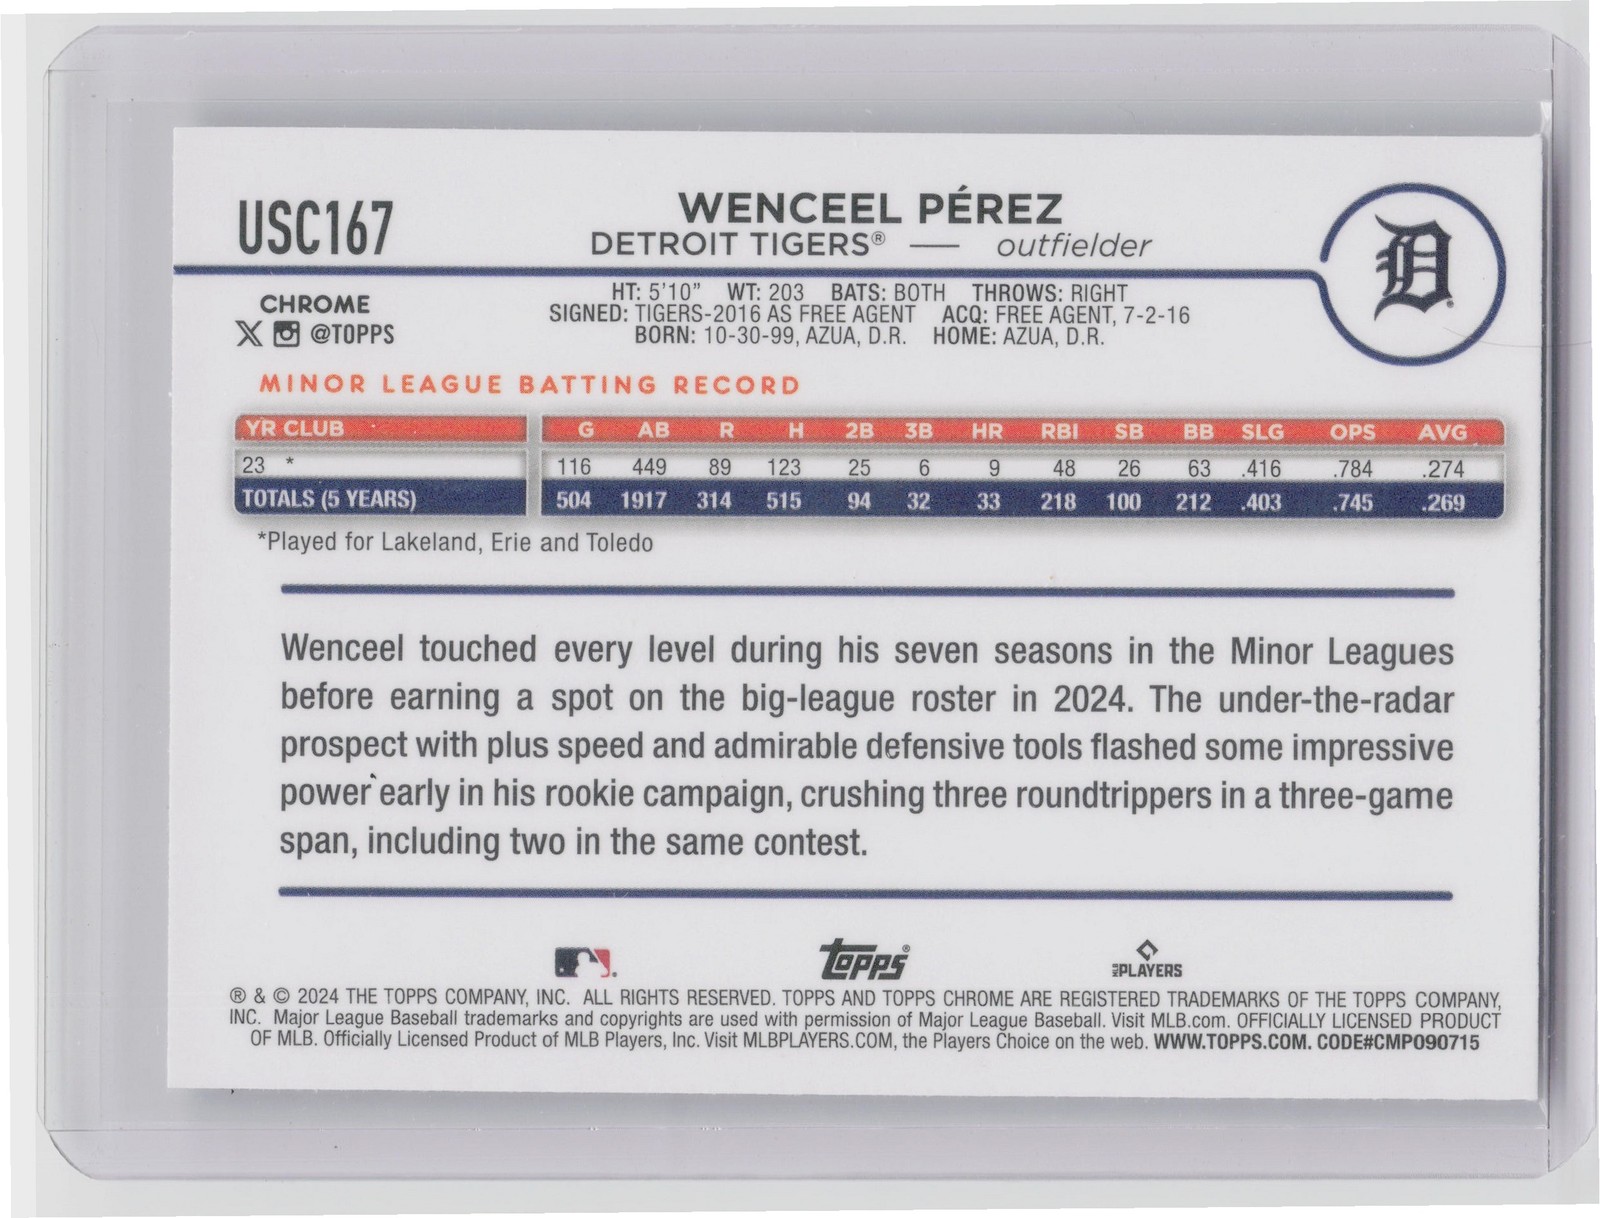 USC167
WENCEEL PÉREZ
DETROIT TIGERS® — outfielder
D
CHROME
X @TOPPS
HT: 5'10" WT: 203 BATS: BOTH THROWS: RIGHT
SIGNED: TIGERS-2016 AS FREE AGENT ACQ: FREE AGENT, 7-2-16
BORN: 10-30-99, AZUA, D.R. HOME: AZUA, D.R.
MINOR LEAGUE BATTING RECORD
YR CLUB G AB R H 2B 3B HR RBI SB BB SLG OPS AVG
23 * 116 449 89 123 25 6 9 48 26 63 .416 .784 .274
TOTALS (5 YEARS) 504 1917 314 515 94 32 33 218 100 212 .403 .745 .269
*Played for Lakeland, Erie and Toledo
Wenceel touched every level during his seven seasons in the Minor Leagues
before earning a spot on the big-league roster in 2024. The under-the-radar
prospect with plus speed and admirable defensive tools flashed some impressive
power early in his rookie campaign, crushing three roundtrippers in a three-game
span, including two in the same contest.
topps®
MLB PLAYERS
® & © 2024 THE TOPPS COMPANY, INC. ALL RIGHTS RESERVED. TOPPS AND TOPPS CHROME ARE REGISTERED TRADEMARKS OF THE TOPPS COMPANY,
INC. Major League Baseball trademarks and copyrights are used with permission of Major League Baseball. Visit MLB.com. OFFICIALLY LICENSED PRODUCT
OF MLB. Officially Licensed Product of MLB Players, Inc. Visit MLBPLAYERS.COM, the Players Choice on the web. WWW.TOPPS.COM. CODE#CMP090715